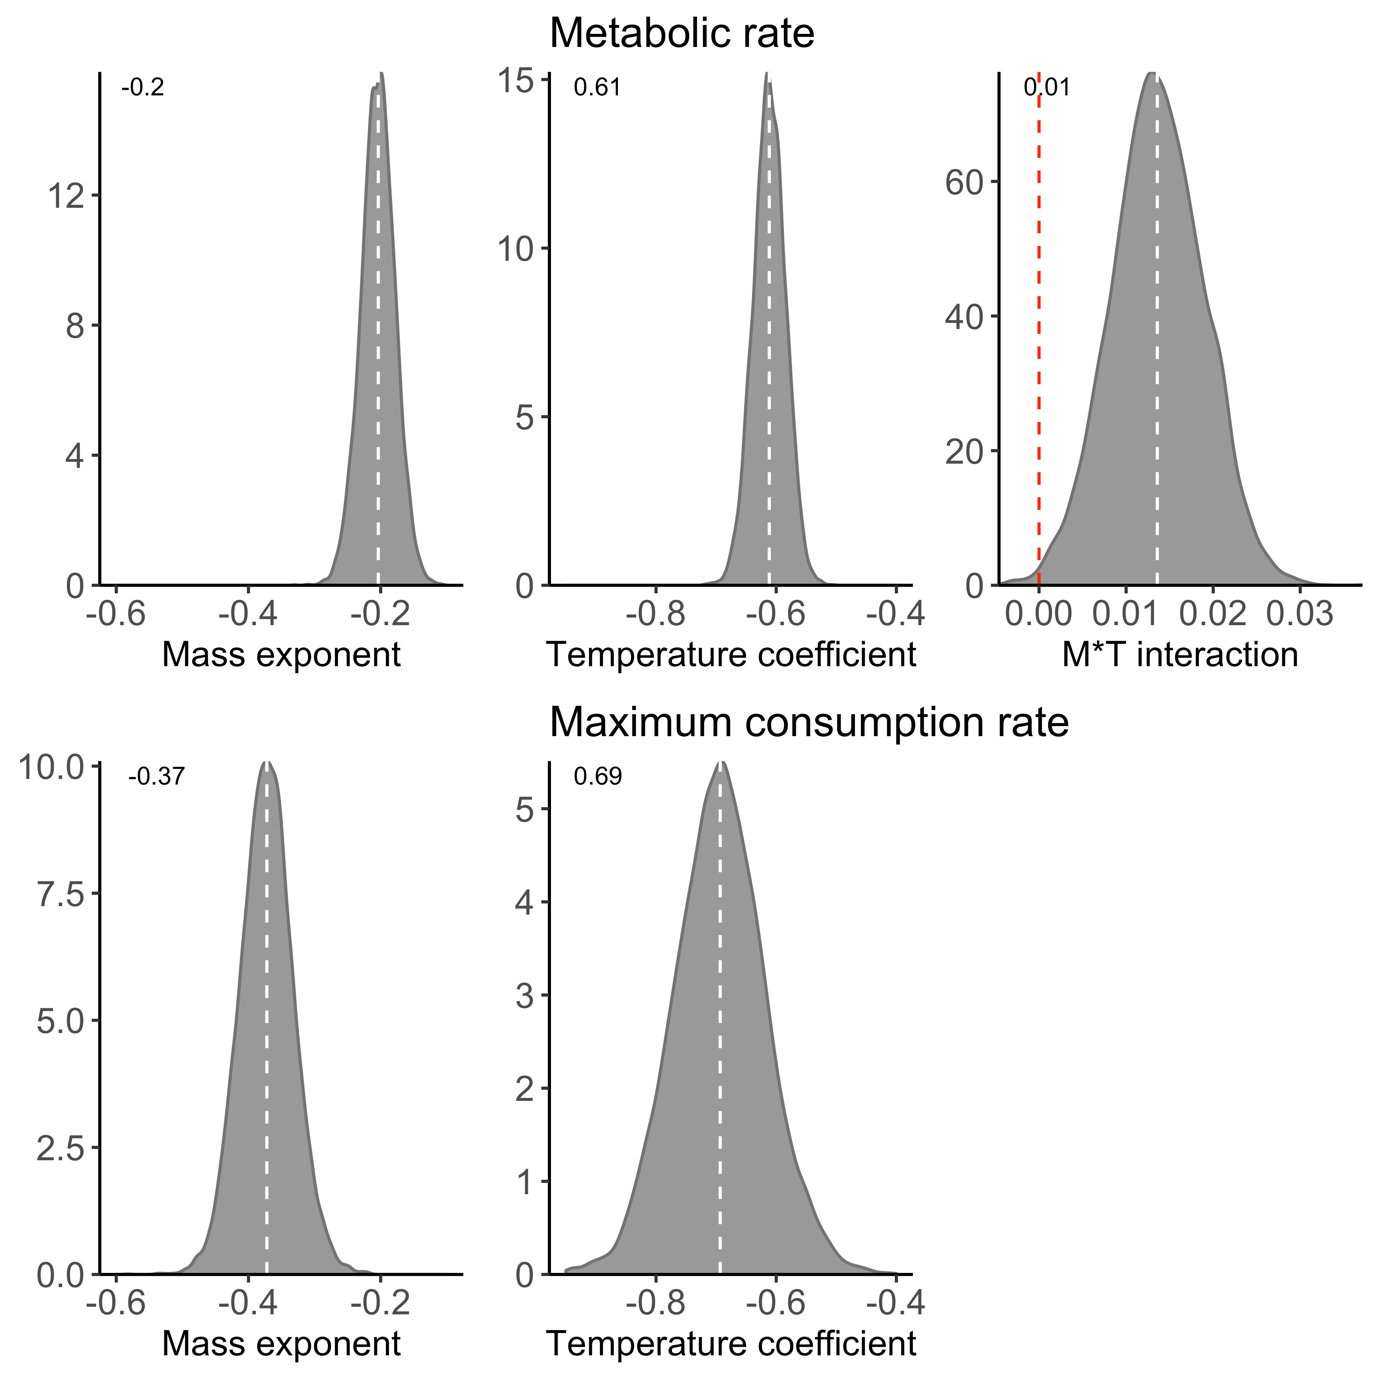 Metabolic rate
-0.2
12
8
4
0
-0.6 -0.4 -0.2
Mass exponent
0.61
15
10
5
0
-0.8 -0.6 -0.4
Temperature coefficient
0.01
60
40
20
0
0.00 0.01 0.02 0.03
M*T interaction
Maximum consumption rate
-0.37
10.0
7.5
5.0
2.5
0.0
-0.6 -0.4 -0.2
Mass exponent
0.69
5
4
3
2
1
0
-0.8 -0.6 -0.4
Temperature coefficient